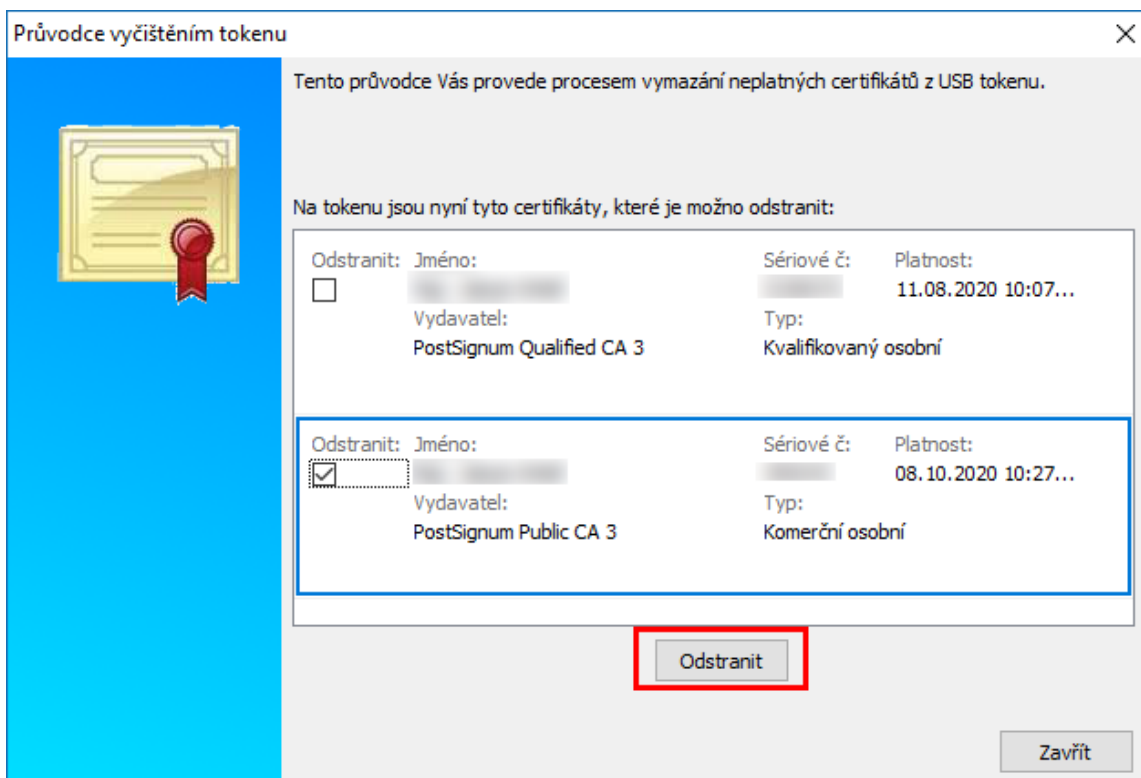 Průvodce vyčištěním tokenu
Tento průvodce Vás provede procesem vymazání neplatných certifikátů z USB tokenu.
Na tokenu jsou nyní tyto certifikáty, které je možno odstranit:
Odstranit: Jméno: Sériové č: Platnost:
11.08.2020 10:07...
Vydavatel: Typ:
PostSignum Qualified CA 3 Kvalifikovaný osobní
Odstranit: Jméno: Sériové č: Platnost:
08.10.2020 10:27...
Vydavatel: Typ:
PostSignum Public CA 3 Komerční osobní
Odstranit
Zavřít